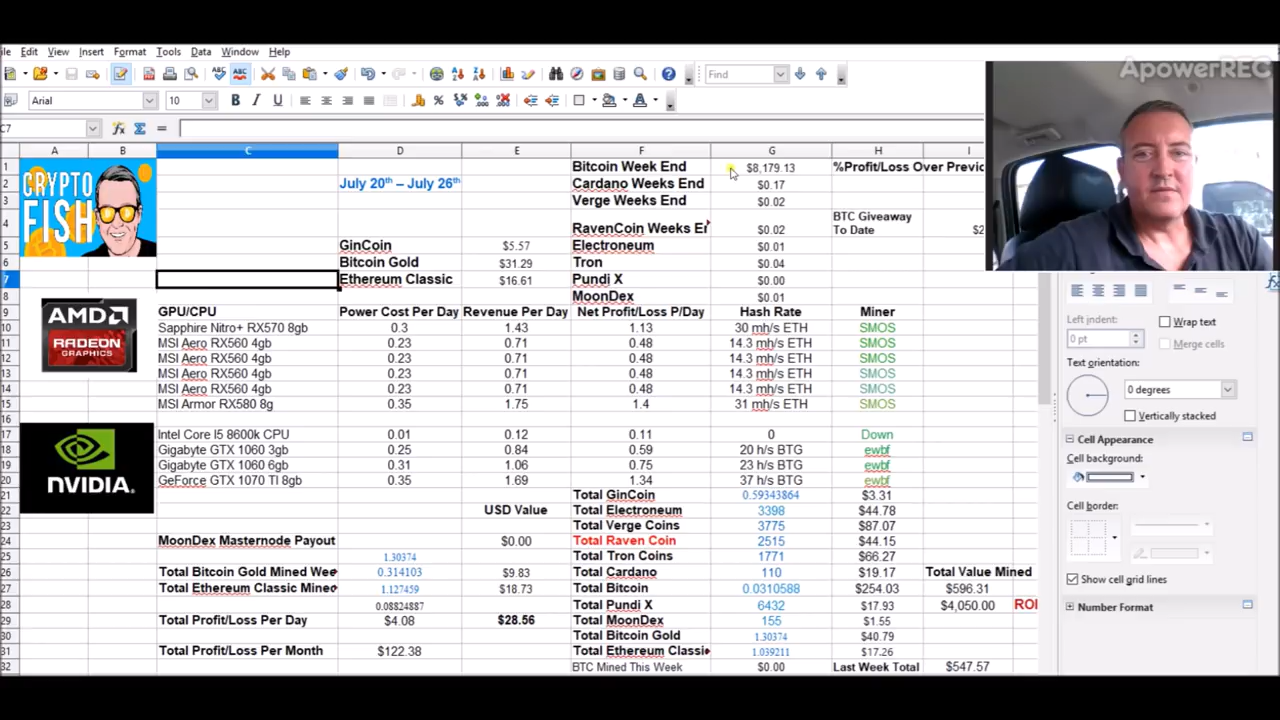 ApowerREC
ile Edit View Insert Format Tools Data Window Help
Find
Arial 10
C7
A B C D E F G H I
1 Bitcoin Week End $8,179.13 %Profit/Loss Over Previc
2 July 20th – July 26th Cardano Weeks End $0.17
3 Verge Weeks End $0.02
4 RavenCoin Weeks Er $0.02 BTC Giveaway To Date $2
5 GinCoin $5.57 Electroneum $0.01
6 Bitcoin Gold $31.29 Tron $0.04
7 Ethereum Classic $16.61 Pundi X $0.00
8 MoonDex $0.01
CRYPTO
FISH
9 GPU/CPU Power Cost Per Day Revenue Per Day Net Profit/Loss P/Day Hash Rate Miner
10 Sapphire Nitro+ RX570 8gb 0.3 1.43 1.13 30 mh/s ETH SMOS
11 MSI Aero RX560 4gb 0.23 0.71 0.48 14.3 mh/s ETH SMOS
12 MSI Aero RX560 4gb 0.23 0.71 0.48 14.3 mh/s ETH SMOS
13 MSI Aero RX560 4gb 0.23 0.71 0.48 14.3 mh/s ETH SMOS
14 MSI Aero RX560 4gb 0.23 0.71 0.48 14.3 mh/s ETH SMOS
15 MSI Armor RX580 8g 0.35 1.75 1.4 31 mh/s ETH SMOS
AMD
RADEON
GRAPHICS
16
17 Intel Core I5 8600k CPU 0.01 0.12 0.11 0 Down
18 Gigabyte GTX 1060 3gb 0.25 0.84 0.59 20 h/s BTG ewbf
19 Gigabyte GTX 1060 6gb 0.31 1.06 0.75 23 h/s BTG ewbf
20 GeForce GTX 1070 TI 8gb 0.35 1.69 1.34 37 h/s BTG ewbf
NVIDIA.
21 Total GinCoin 0.59343864 $3.31
22 USD Value Total Electroneum 3398 $44.78
23 Total Verge Coins 3775 $87.07
24 MoonDex Masternode Payout $0.00 Total Raven Coin 2515 $44.15
25 1.30374 Total Tron Coins 1771 $66.27
26 Total Bitcoin Gold Mined Wee 0.314103 $9.83 Total Cardano 110 $19.17 Total Value Mined
27 Total Ethereum Classic Mine 1.127459 $18.73 Total Bitcoin 0.0310588 $254.03 $596.31
28 0.08824887 Total Pundi X 6432 $17.93 $4,050.00 ROI
29 Total Profit/Loss Per Day $4.08 $28.56 Total MoonDex 155 $1.55
30 Total Bitcoin Gold 1.30374 $40.79
31 Total Profit/Loss Per Month $122.38 Total Ethereum Classi 1.039211 $17.26
32 BTC Mined This Week $0.00 Last Week Total $547.57
Left indent: Wrap text
0 pt Merge cells
Text orientation:
0 degrees
Vertically stacked
Cell Appearance
Cell background:
Cell border:
Show cell grid lines
Number Format